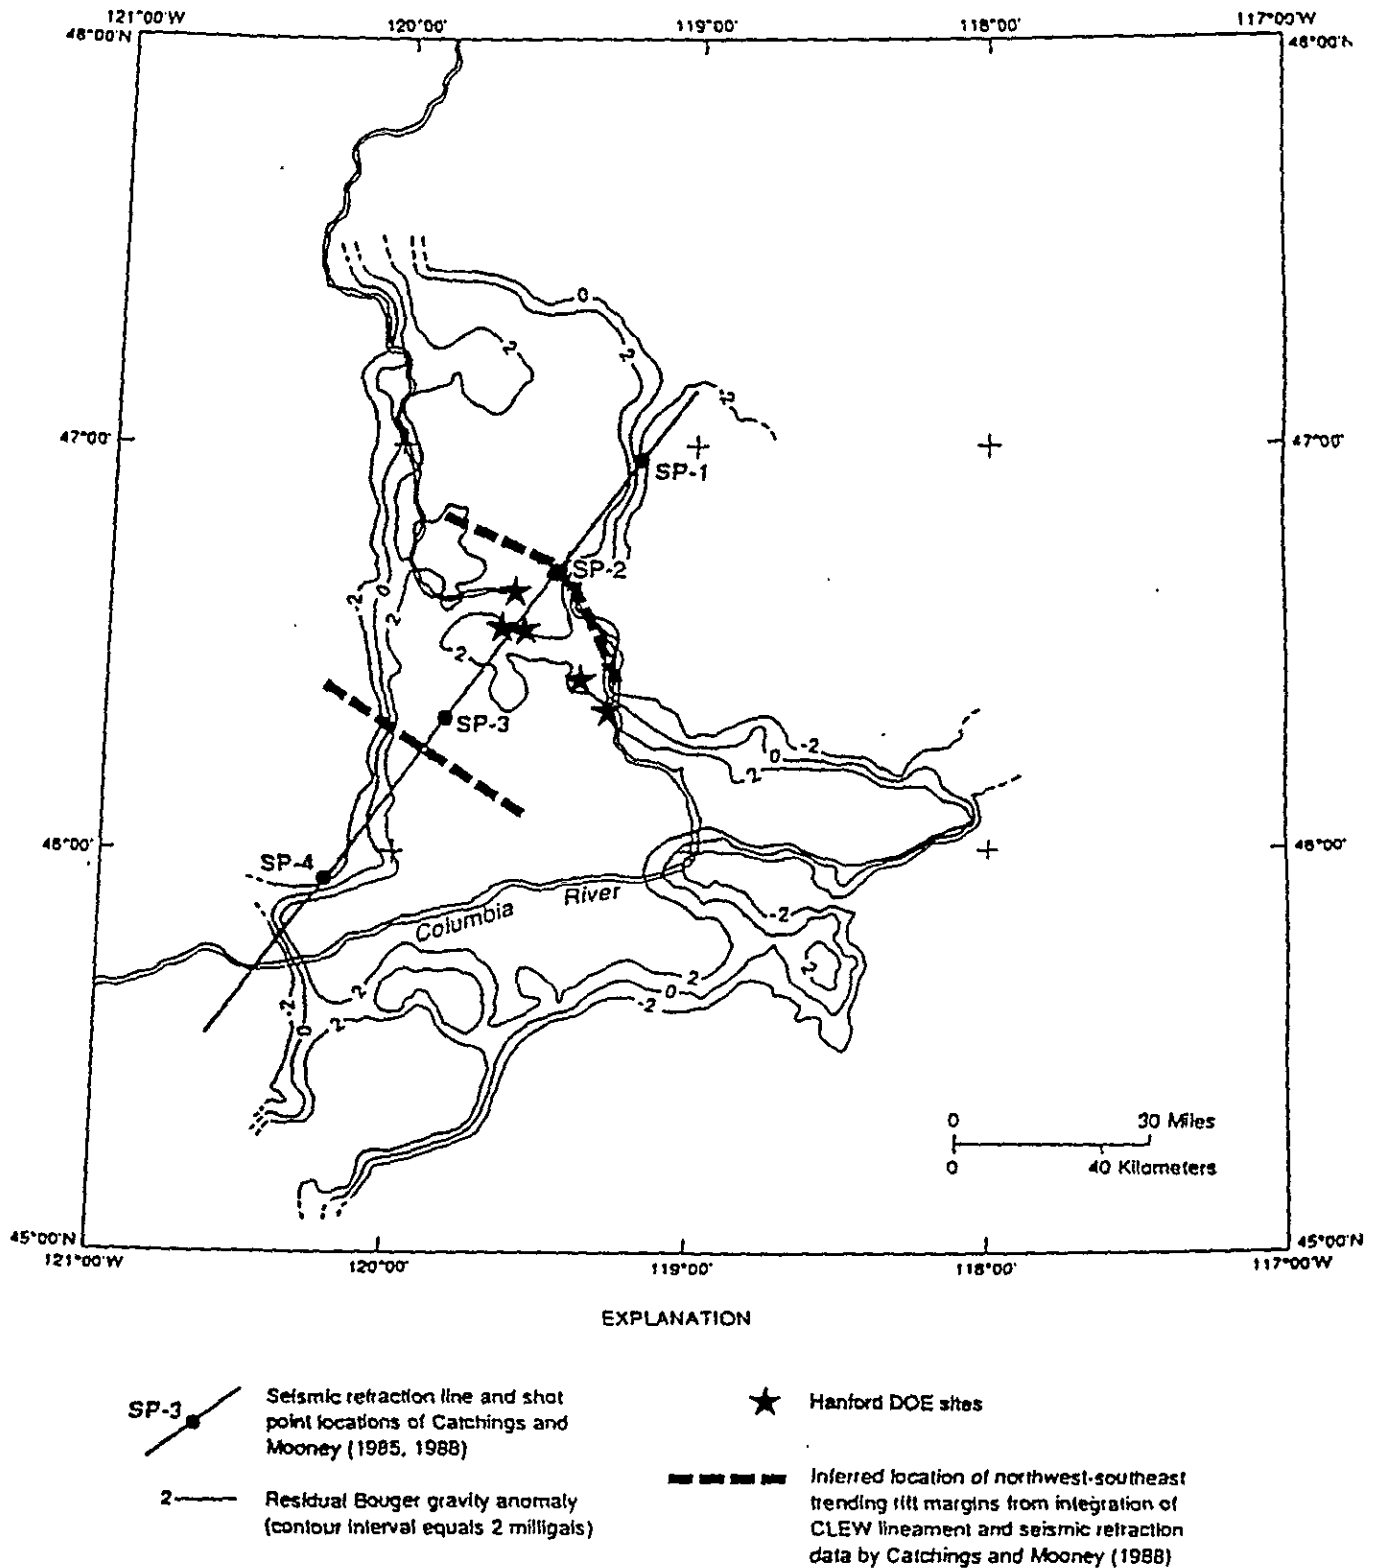 121°00'W
120°00'
119°00'
118°00'
117°00'W
48°00'N
48°00'N
0
2
2
-2
47°00'
47°00'
SP-1
SP-2
-2
0
2
2
SP-3
-2
0
2
46°00'
46°00'
SP-4
Columbia River
-2
2
2
2
0
-2
-2
0
2
0 30 Miles
0 40 Kilometers
45°00'N
45°00'N
121°00'W
120°00'
119°00'
118°00'
117°00'W
EXPLANATION
SP-3
Seismic refraction line and shot
point locations of Catchings and
Mooney (1985, 1988)
2
Residual Bouger gravity anomaly
(contour interval equals 2 milligals)
Hanford DOE sites
Inferred location of northwest-southeast
trending rift margins from integration of
CLEW lineament and seismic refraction
data by Catchings and Mooney (1988)